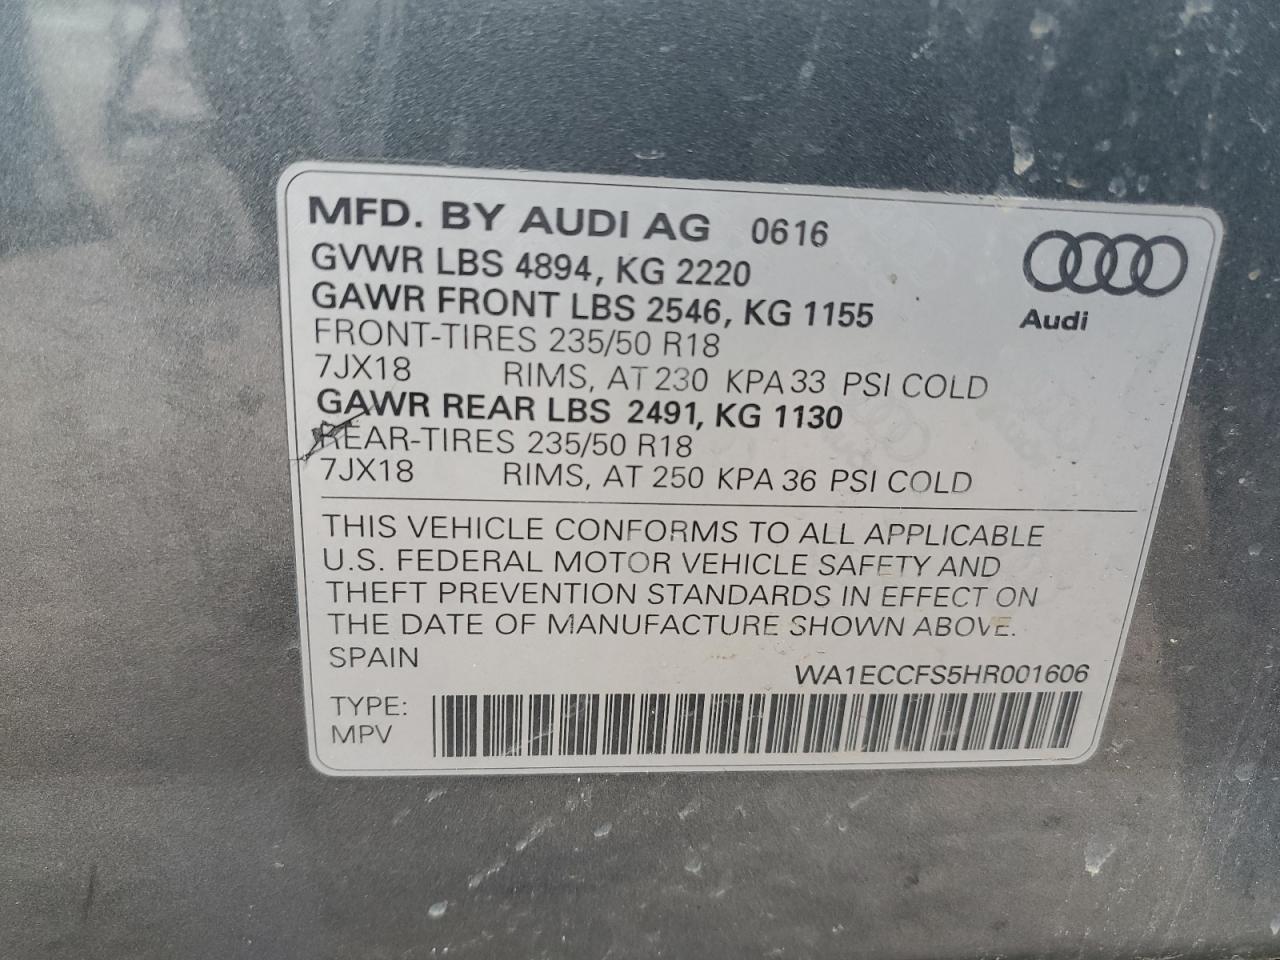 MFD. BY AUDI AG 0616
GVWR LBS 4894, KG 2220
GAWR FRONT LBS 2546, KG 1155
Audi
FRONT-TIRES 235/50 R18
7JX18 RIMS, AT 230 KPA 33 PSI COLD
GAWR REAR LBS 2491, KG 1130
REAR-TIRES 235/50 R18
7JX18 RIMS, AT 250 KPA 36 PSI COLD
THIS VEHICLE CONFORMS TO ALL APPLICABLE
U.S. FEDERAL MOTOR VEHICLE SAFETY AND
THEFT PREVENTION STANDARDS IN EFFECT ON
THE DATE OF MANUFACTURE SHOWN ABOVE.
SPAIN
WA1ECCFS5HR001606
TYPE:
MPV